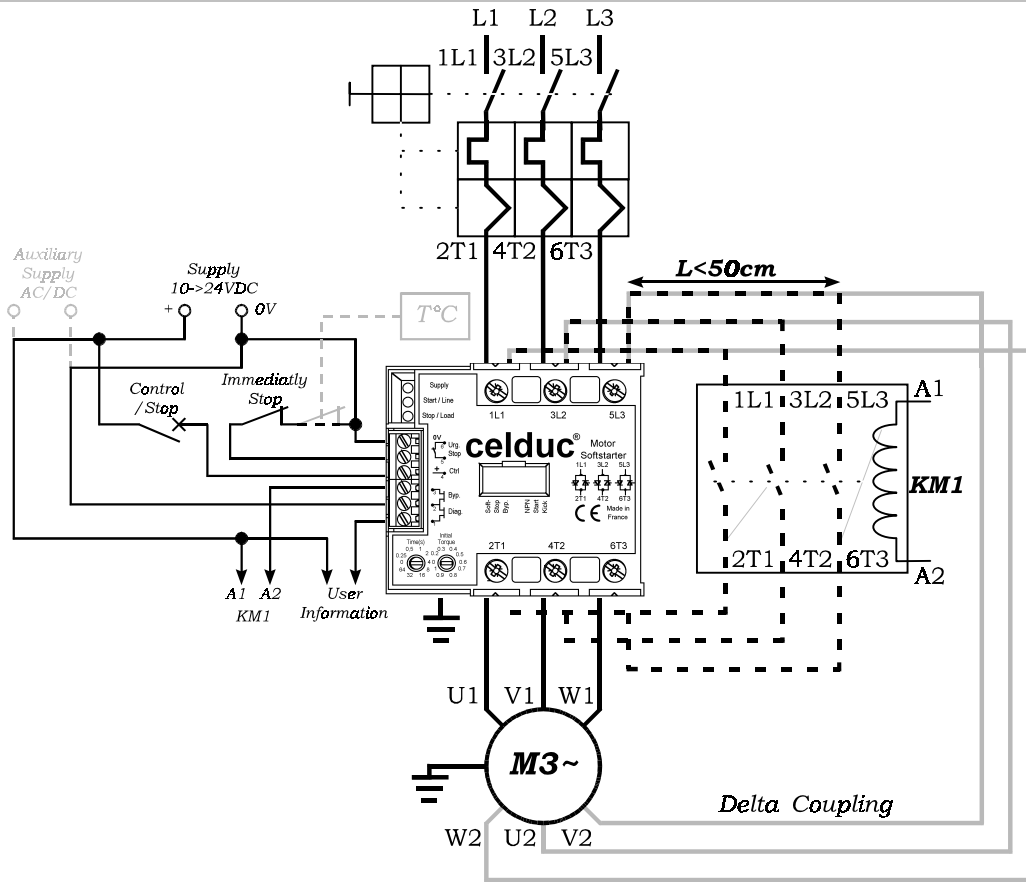 L1 L2 L3
1L1 3L2 5L3
2T1 4T2 6T3
L<50cm
Auxiliary
Supply
AC/DC
Supply
10->24VDC
+ 0V
T°C
Control
/Stop
Immediatly
Stop
Supply
Start / Line
Stop / Load
1L1 3L2 5L3
celduc®
Motor
Softstarter
1L1 3L2 5L3
2T1 4T2 6T3
CE
Made in
France
0V
Urg.
Stop
Ctrl
Byp.
Diag.
Soft-
Stop
Byp.
NPN
Start
Kick
Time(s)
Initial
Torque
2T1 4T2 6T3
A1 A2
KM1
User
Information
1L1 3L2 5L3
A1
KM1
2T1 4T2 6T3
A2
U1 V1 W1
M3~
W2 U2 V2
Delta Coupling